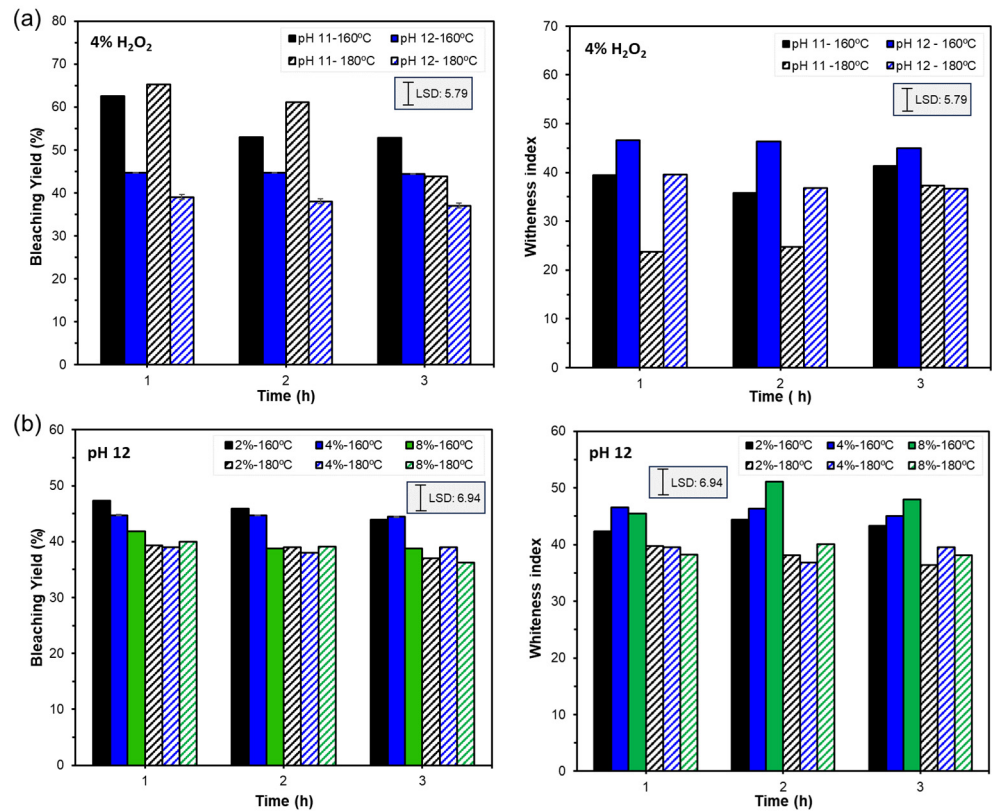 (a)
4% H₂O₂
pH 11-160ºC
pH 12-160ºC
pH 11- 180ºC
pH 12- 180ºC
LSD: 5.79
80
70
60
50
40
30
20
10
0
Bleaching Yield (%)
1
2
3
Time (h)
4% H₂O₂
pH 11- 160ºC
pH 12 - 160ºC
pH 11 -180ºC
pH 12 - 180ºC
LSD: 5.79
70
60
50
40
30
20
10
0
Witheness index
1
2
3
Time ( h)
(b)
pH 12
2%-160ºC
4%-160ºC
8%-160ºC
2%-180ºC
4%-180ºC
8%-180ºC
LSD: 6.94
60
50
40
30
20
10
0
Bleaching Yield (%)
1
2
3
Time (h)
pH 12
2%-160ºC
4%-160ºC
8%-160ºC
2%-180ºC
4%-180ºC
8%-180ºC
LSD: 6.94
60
50
40
30
20
10
0
Whiteness index
1
2
3
Time (h)